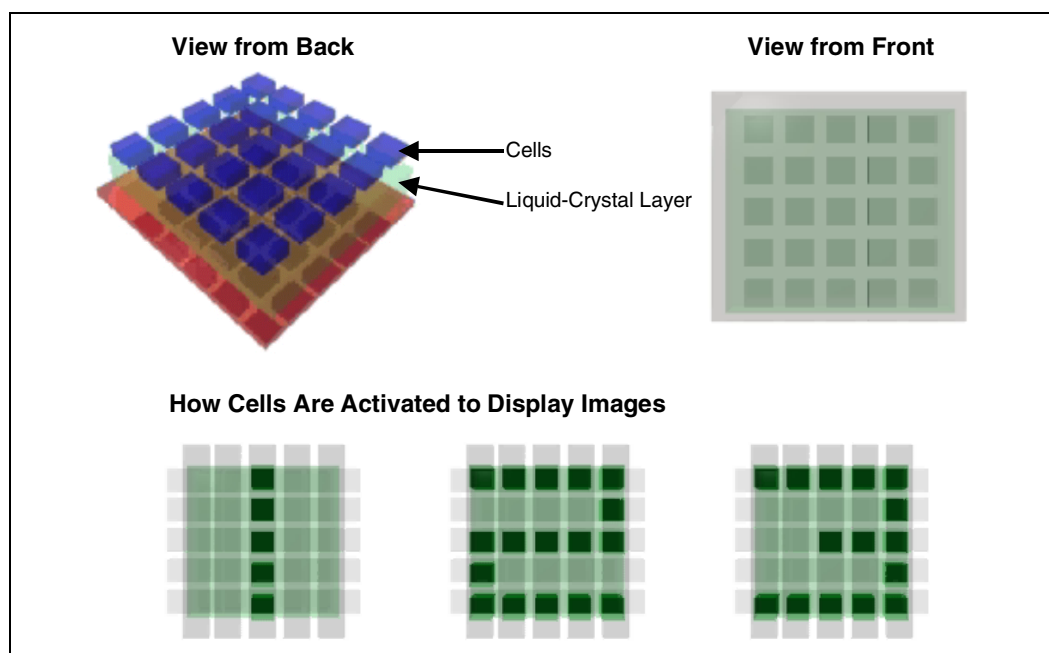 View from Back
View from Front
Cells
Liquid-Crystal Layer
How Cells Are Activated to Display Images